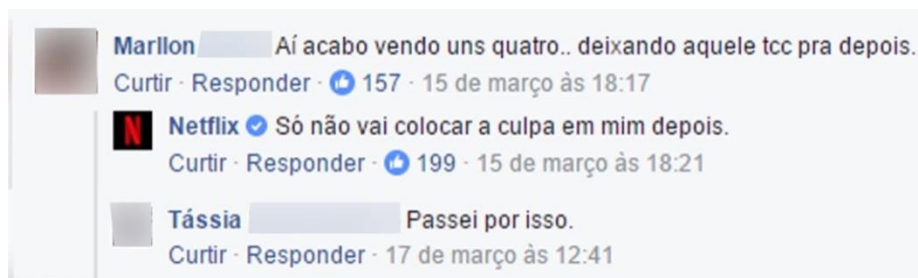 Marllon Aí acabo vendo uns quatro.. deixando aquele tcc pra depois.
Curtir · Responder · 157 · 15 de março às 18:17
N Netflix Só não vai colocar a culpa em mim depois.
Curtir · Responder · 199 · 15 de março às 18:21
Tássia Passei por isso.
Curtir · Responder · 17 de março às 12:41